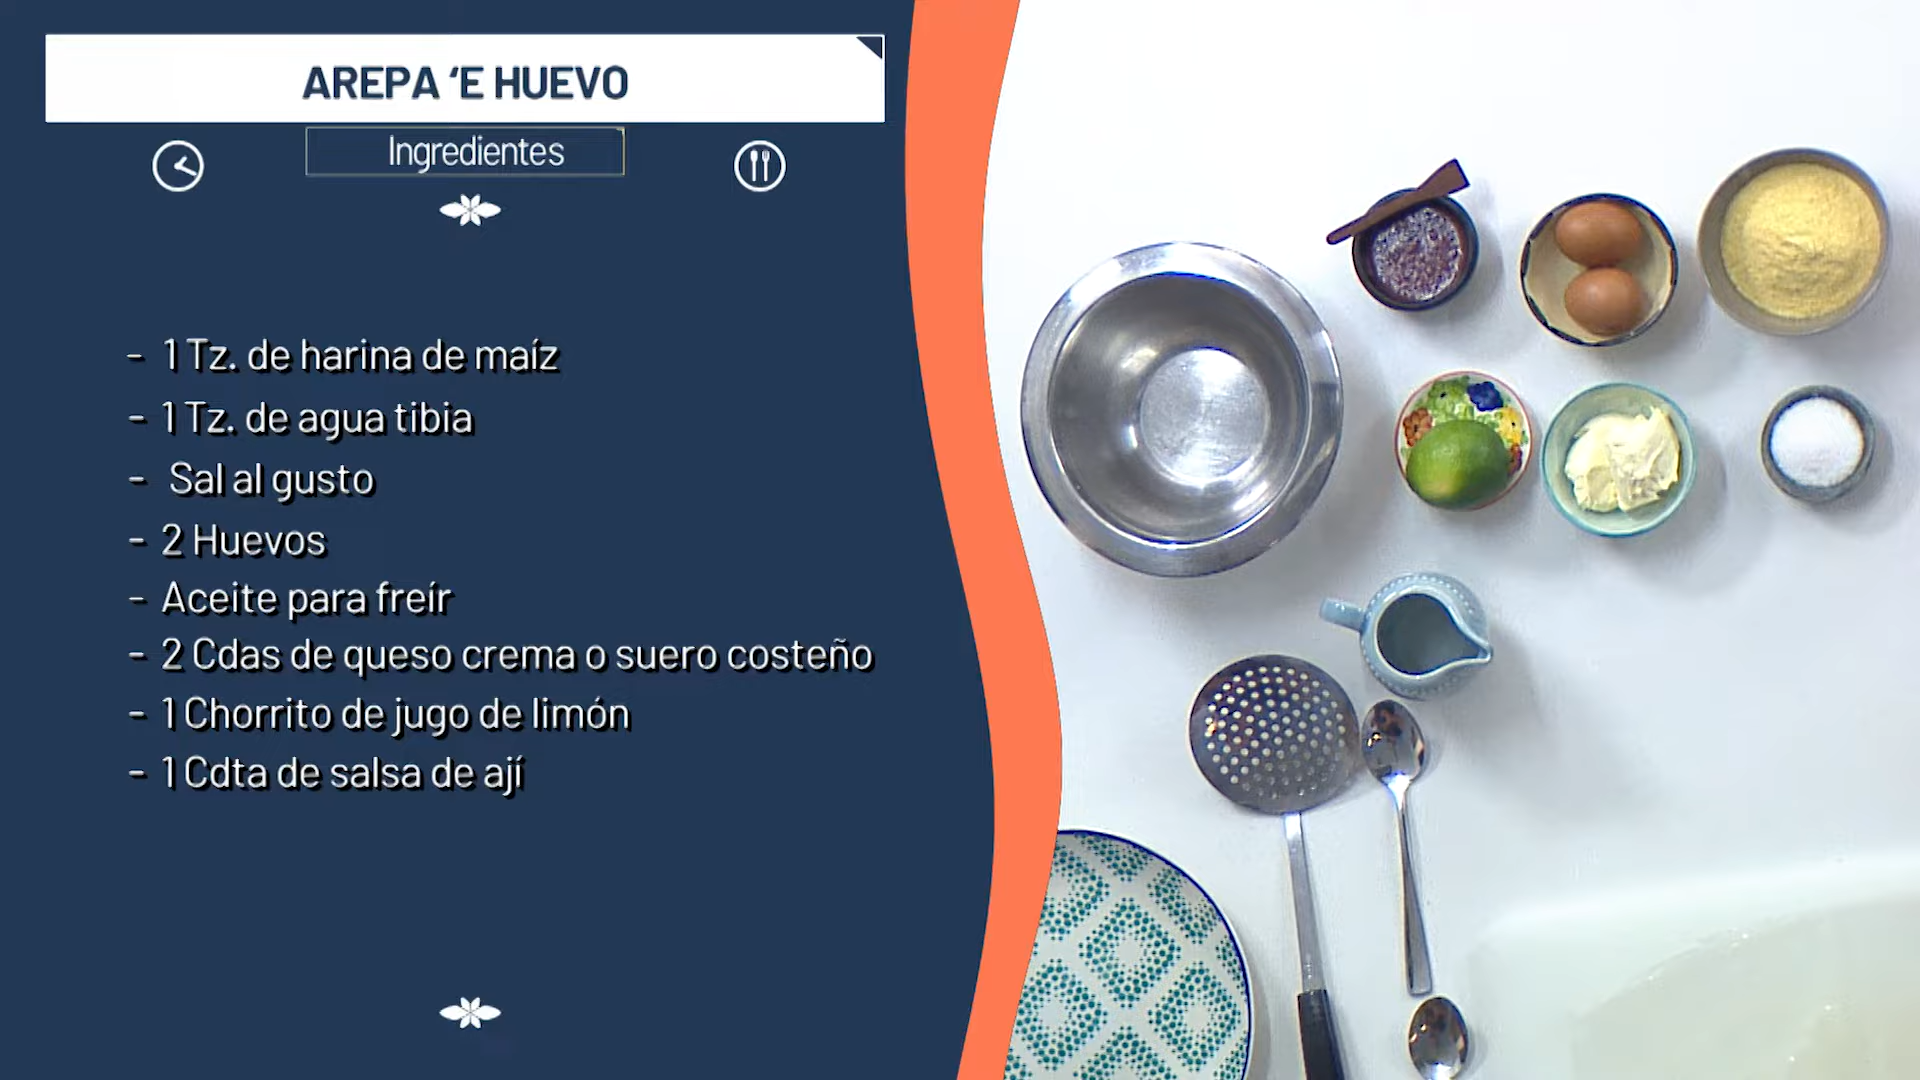 AREPA ‘E HUEVO
Ingredientes
- 1 Tz. de harina de maíz
- 1 Tz. de agua tibia
- Sal al gusto
- 2 Huevos
- Aceite para freír
- 2 Cdas de queso crema o suero costeño
- 1 Chorrito de jugo de limón
- 1 Cdta de salsa de ají